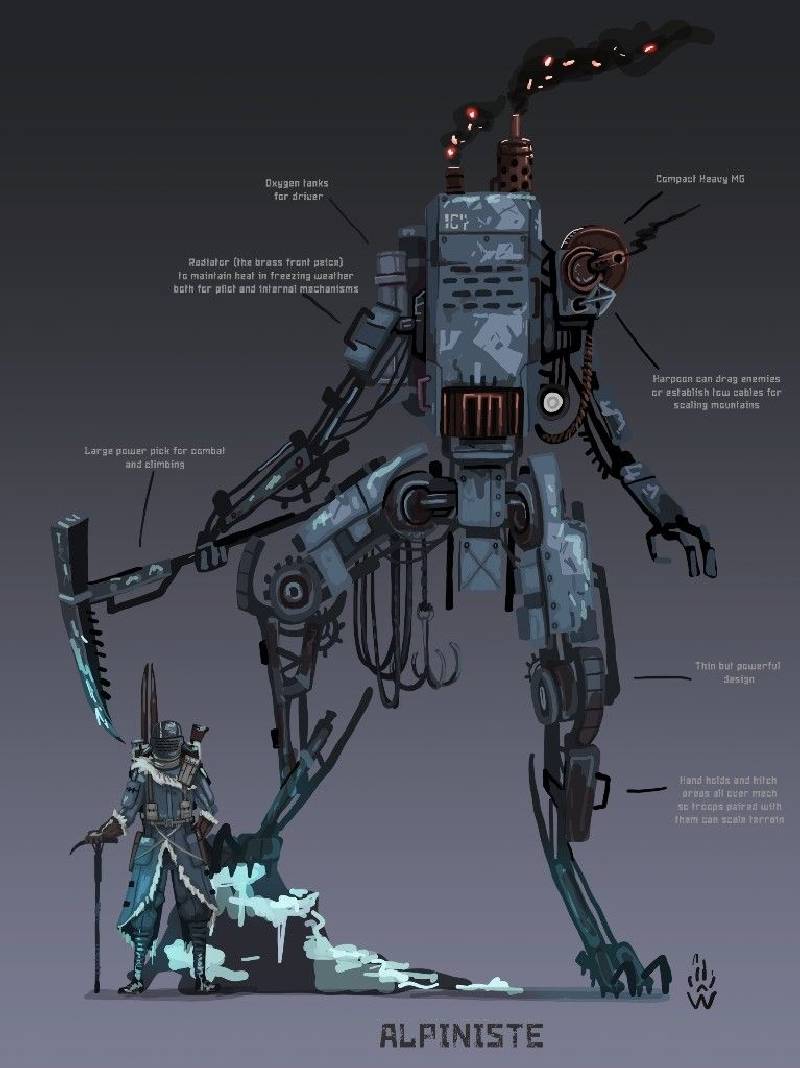 Oxygen tanks
for driver
Compact Heavy MG
ICY
Radiator (the brass front peice)
to maintain heat in freezing weather
both for pilot and internal mechanisms
Harpoon can drag enemies
or establish tow cables for
scaling mountains
Large power pick for combat
and climbing
Thin but powerful
design
Hand holds and hitch
areas all over mech
so troops paired with
them can scale terrain
W
ALPINISTE